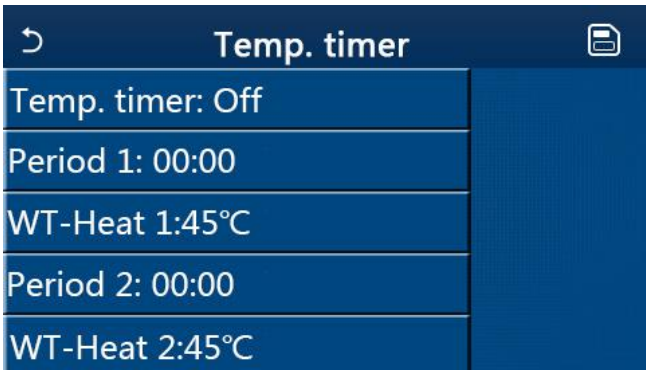 Temp. timer
Temp. timer: Off
Period 1: 00:00
WT-Heat 1:45℃
Period 2: 00:00
WT-Heat 2:45℃